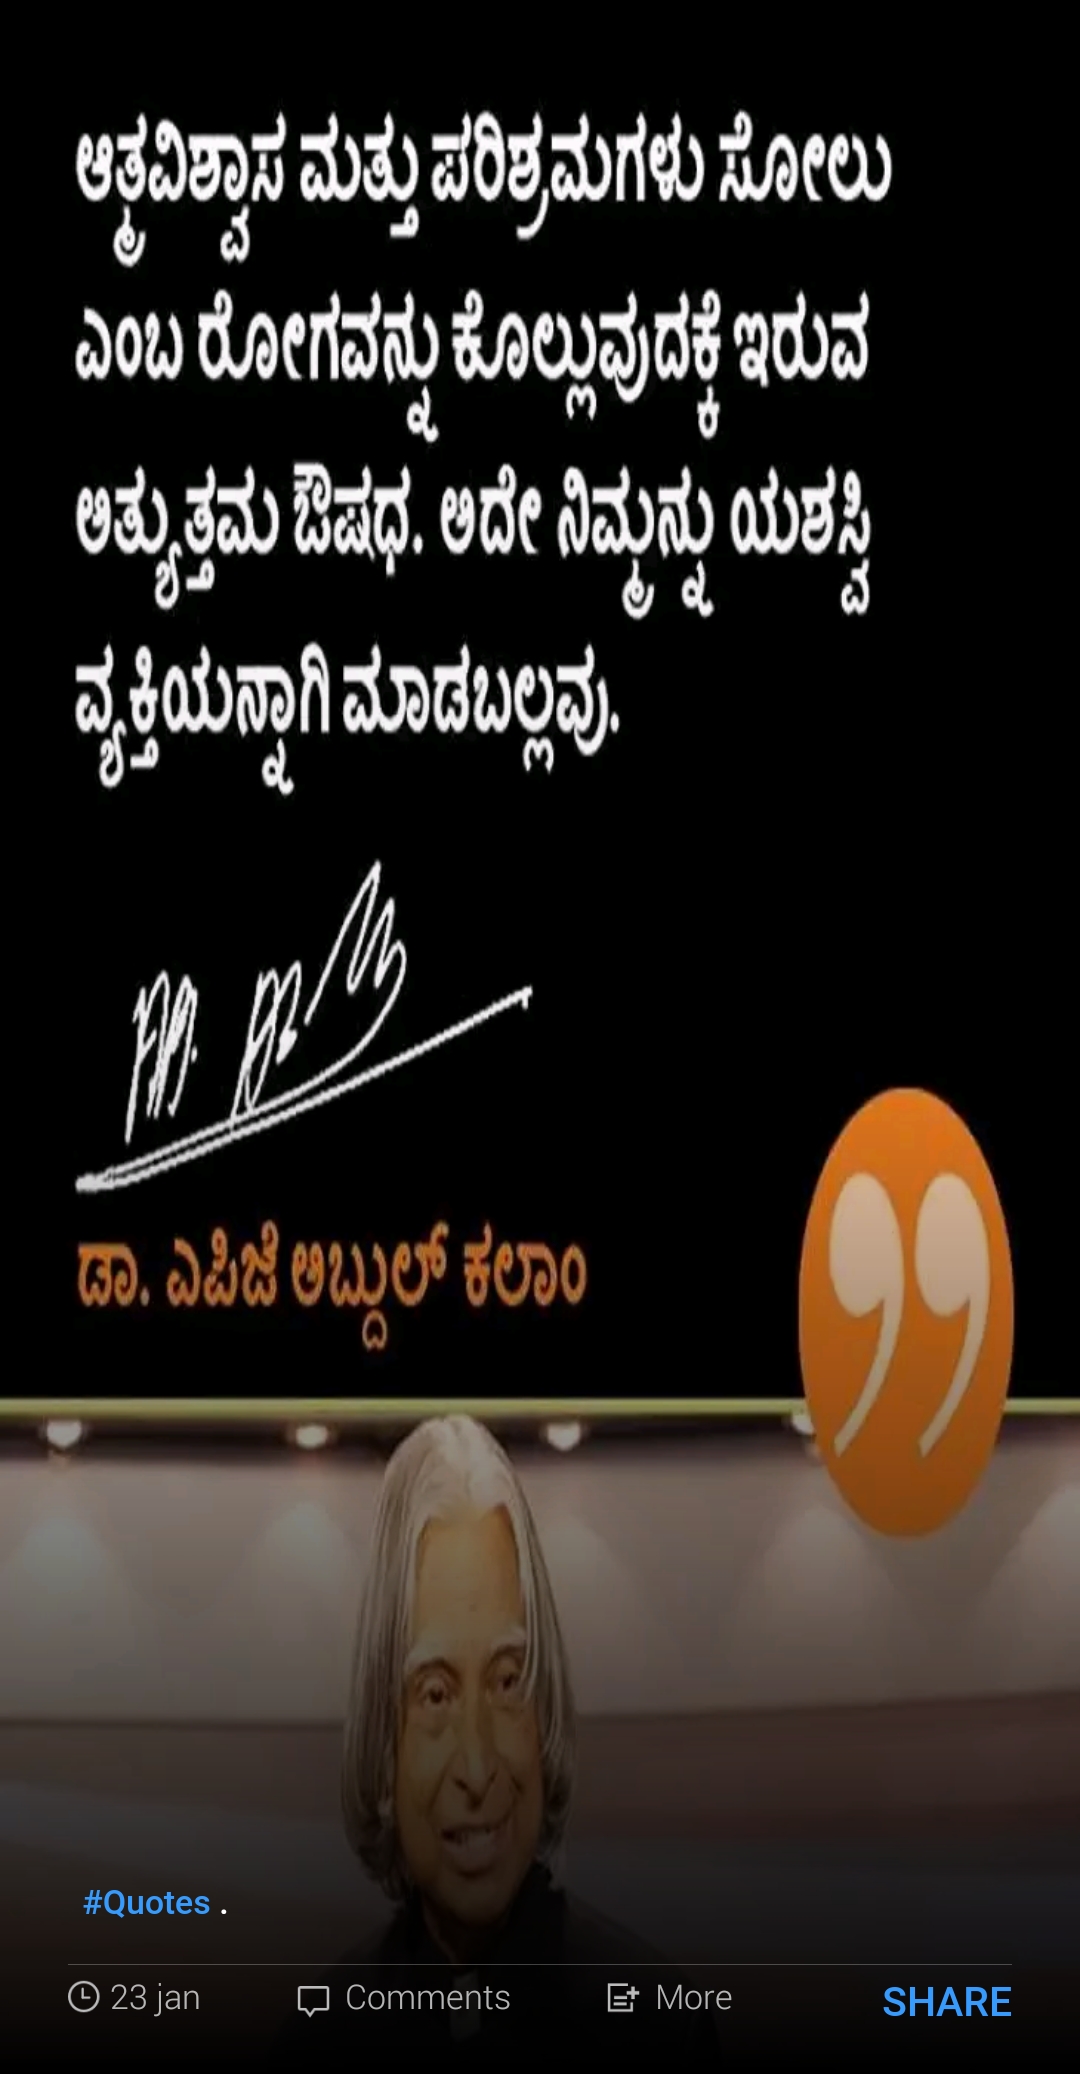 ಆತ್ಮವಿಶ್ವಾಸ ಮತ್ತು ಪರಿಶ್ರಮಗಳು ಸೋಲು
ಎಂಬ ರೋಗವನ್ನು ಕೊಲ್ಲುವುದಕ್ಕೆ ಇರುವ
ಅತ್ಯುತ್ತಮ ಔಷಧ. ಅದೇ ನಿಮ್ಮನ್ನು ಯಶಸ್ವಿ
ವ್ಯಕ್ತಿಯನ್ನಾಗಿ ಮಾಡಬಲ್ಲವು.
ಡಾ. ಎಪಿಜೆ ಅಬ್ದುಲ್ ಕಲಾಂ
”
#Quotes .
23 jan Comments More SHARE